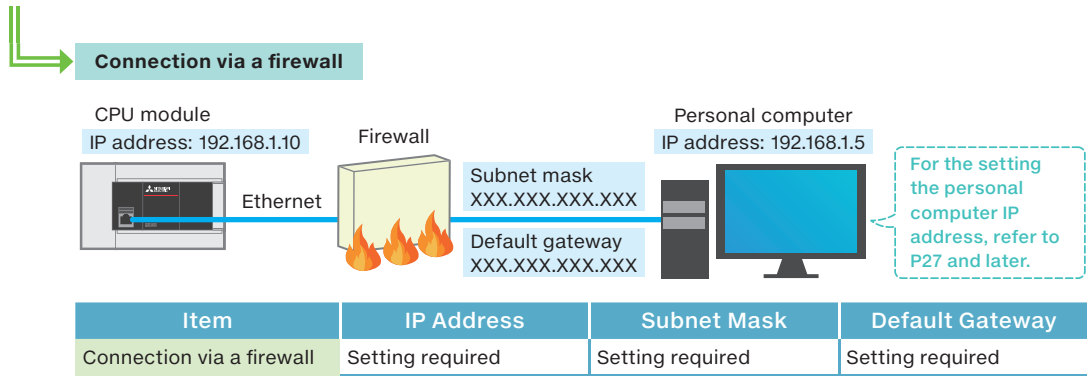 Connection via a firewall
CPU module
IP address: 192.168.1.10
Firewall
Personal computer
IP address: 192.168.1.5
Ethernet
Subnet mask
XXX.XXX.XXX.XXX
Default gateway
XXX.XXX.XXX.XXX
For the setting
the personal
computer IP
address, refer to
P27 and later.
Item IP Address Subnet Mask Default Gateway
Connection via a firewall Setting required Setting required Setting required